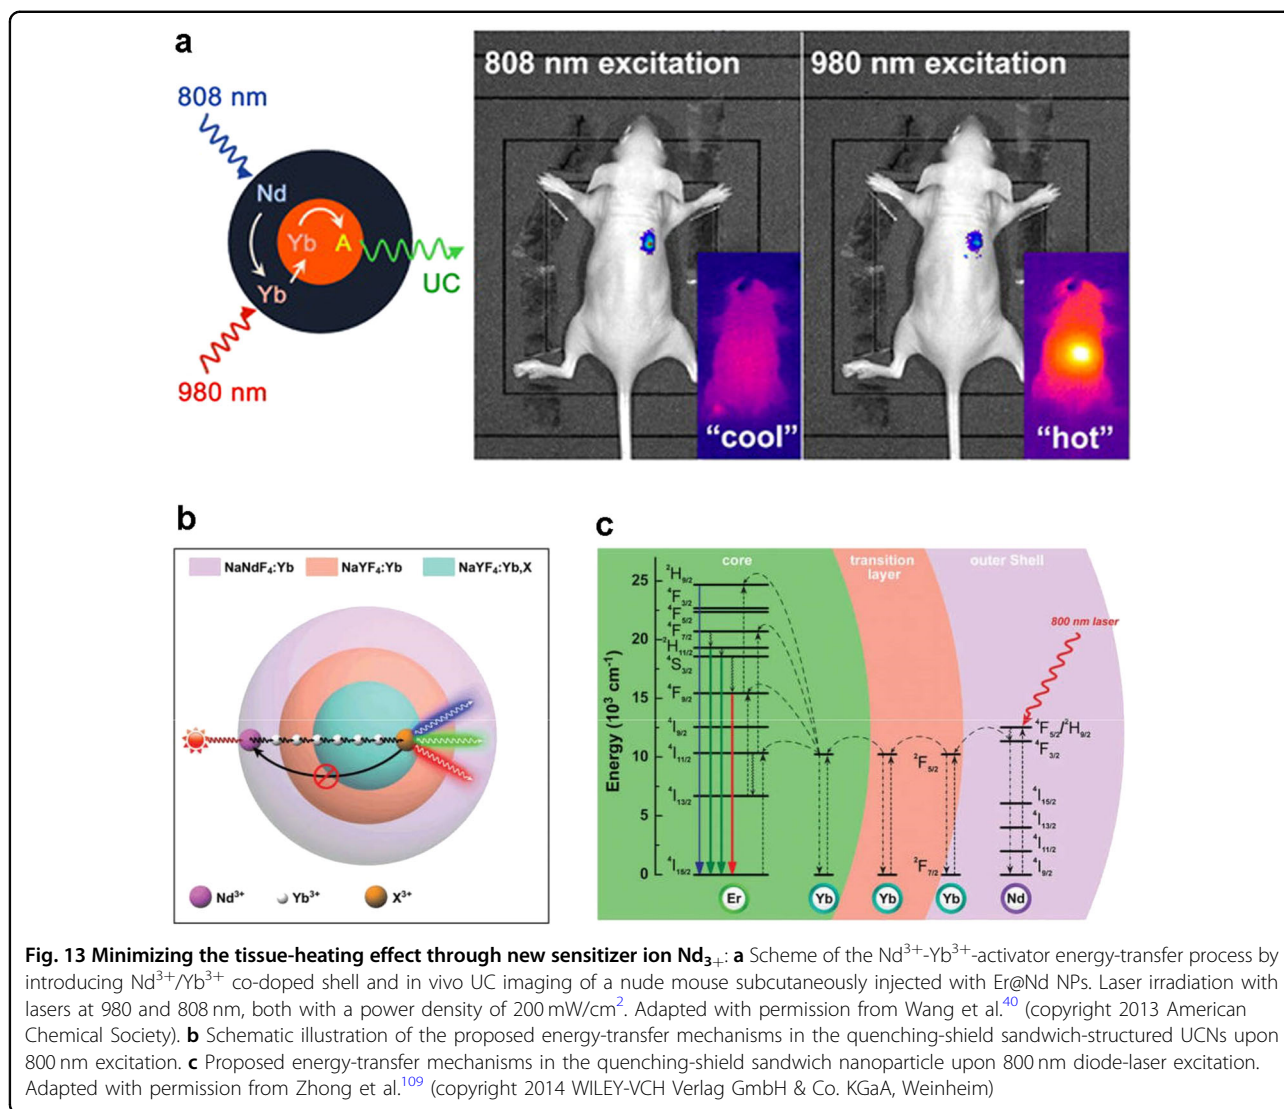 a
808 nm
Nd
Yb
A
Yb
UC
980 nm
808 nm excitation
980 nm excitation
“cool”
“hot”
b
NaNdF₄:Yb
NaYF₄:Yb
NaYF₄:Yb,X
Nd³⁺
Yb³⁺
X³⁺
c
core
transition
layer
outer Shell
Energy (10³ cm⁻¹)
25
20
15
10
5
0
²H₉/₂
⁴F₃/₂
⁴F₅/₂
⁴F₇/₂
²H₁₁/₂
⁴S₃/₂
⁴F₉/₂
⁴I₉/₂
⁴I₁₁/₂
⁴I₁₃/₂
⁴I₁₅/₂
800 nm laser
²F₅/₂
²F₇/₂
⁴F₅/₂/²H₉/₂
⁴F₃/₂
⁴I₁₅/₂
⁴I₁₃/₂
⁴I₁₁/₂
⁴I₉/₂
Er
Yb
Yb
Yb
Nd
Fig. 13 Minimizing the tissue-heating effect through new sensitizer ion Nd₃₊: a Scheme of the Nd³⁺-Yb³⁺-activator energy-transfer process by
introducing Nd³⁺/Yb³⁺ co-doped shell and in vivo UC imaging of a nude mouse subcutaneously injected with Er@Nd NPs. Laser irradiation with
lasers at 980 and 808 nm, both with a power density of 200 mW/cm². Adapted with permission from Wang et al.⁴⁰ (copyright 2013 American
Chemical Society). b Schematic illustration of the proposed energy-transfer mechanisms in the quenching-shield sandwich-structured UCNs upon
800 nm excitation. c Proposed energy-transfer mechanisms in the quenching-shield sandwich nanoparticle upon 800 nm diode-laser excitation.
Adapted with permission from Zhong et al.¹⁰⁹ (copyright 2014 WILEY-VCH Verlag GmbH & Co. KGaA, Weinheim)